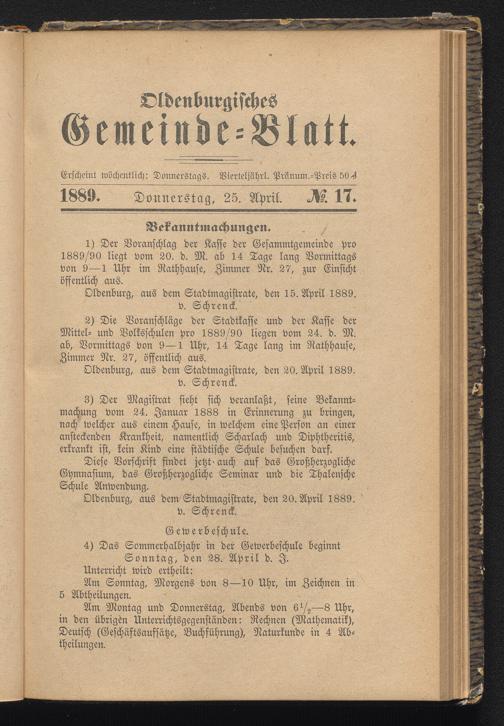 Oldenburgisches
Gemeinde-Blatt.
Erscheint wöchentlich: Donnerstags. Vierteljährl. Pränum.-Preis 50 ₰
1889. Donnerstag, 25. April. № 17.
Bekanntmachungen.
1) Der Voranschlag der Kasse der Gesammtgemeinde pro
1889/90 liegt vom 20. d. M. ab 14 Tage lang Vormittags
von 9—1 Uhr im Rathhause, Zimmer Nr. 27, zur Einsicht
öffentlich aus.
Oldenburg, aus dem Stadtmagistrate, den 15. April 1889.
v. Schrenck.
2) Die Voranschläge der Stadtkasse und der Kasse der
Mittel- und Volksschulen pro 1889/90 liegen vom 24. d. M.
ab, Vormittags von 9—1 Uhr, 14 Tage lang im Rathhause,
Zimmer Nr. 27, öffentlich aus.
Oldenburg, aus dem Stadtmagistrate, den 20. April 1889.
v. Schrenck.
3) Der Magistrat sieht sich veranlaßt, seine Bekannt-
machung vom 24. Januar 1888 in Erinnerung zu bringen,
nach welcher aus einem Hause, in welchem eine Person an einer
ansteckenden Krankheit, namentlich Scharlach und Diphtheritis,
erkrankt ist, kein Kind eine städtische Schule besuchen darf.
Diese Vorschrift findet jetzt auch auf das Großherzogliche
Gymnasium, das Großherzogliche Seminar und die Thalensche
Schule Anwendung.
Oldenburg, aus dem Stadtmagistrate, den 20. April 1889.
v. Schrenck.
Gewerbeschule.
4) Das Sommerhalbjahr in der Gewerbeschule beginnt
Sonntag, den 28. April d. J.
Unterricht wird ertheilt:
Am Sonntag, Morgens von 8—10 Uhr, im Zeichnen in
5 Abtheilungen.
Am Montag und Donnerstag, Abends von 6½—8 Uhr,
in den übrigen Unterrichtsgegenständen: Rechnen (Mathematik),
Deutsch (Geschäftsaufsätze, Buchführung), Naturkunde in 4 Ab-
theilungen.